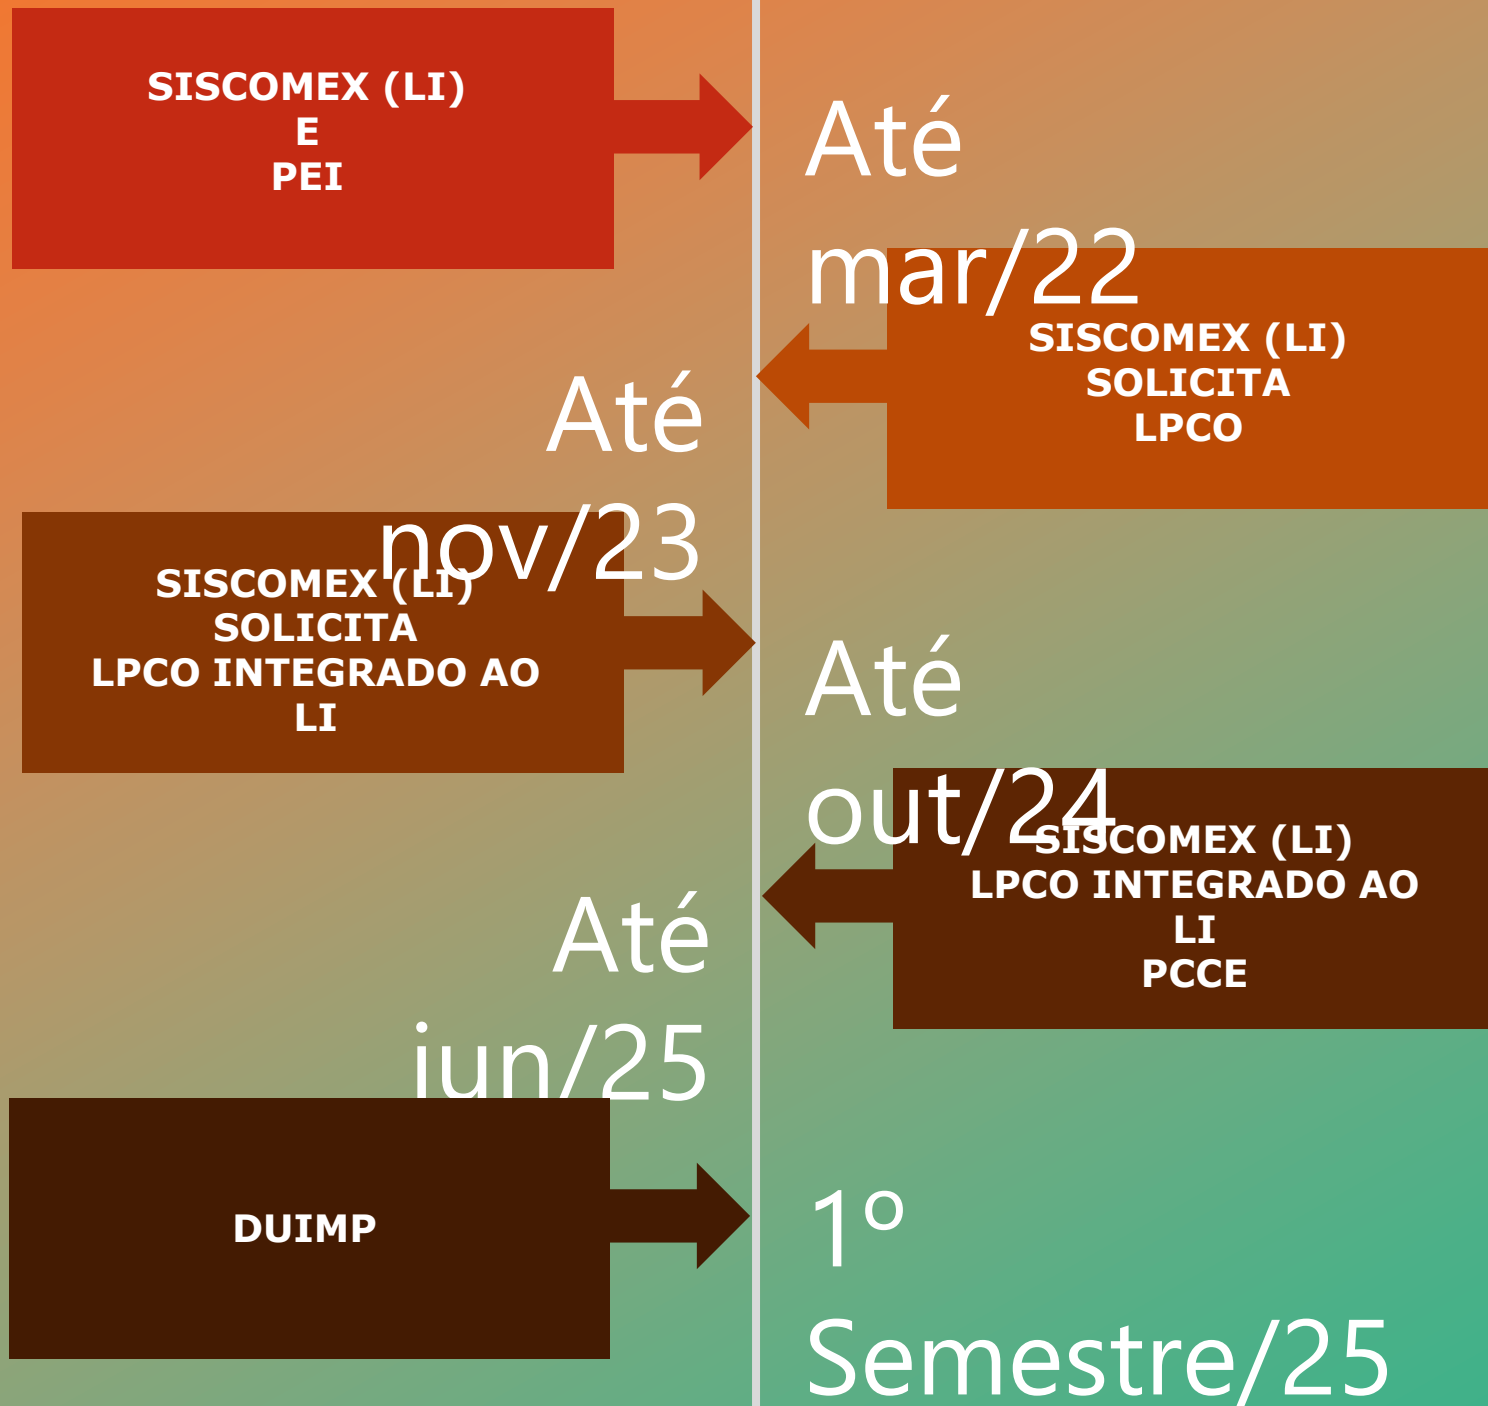 SISCOMEX (LI)
E
PEI
Até
mar/22
SISCOMEX (LI)
SOLICITA
LPCO
Até
nov/23
SISCOMEX (LI)
SOLICITA
LPCO INTEGRADO AO
LI
Até
out/24
SISCOMEX (LI)
LPCO INTEGRADO AO
LI
PCCE
Até
jun/25
DUIMP
1º
Semestre/25